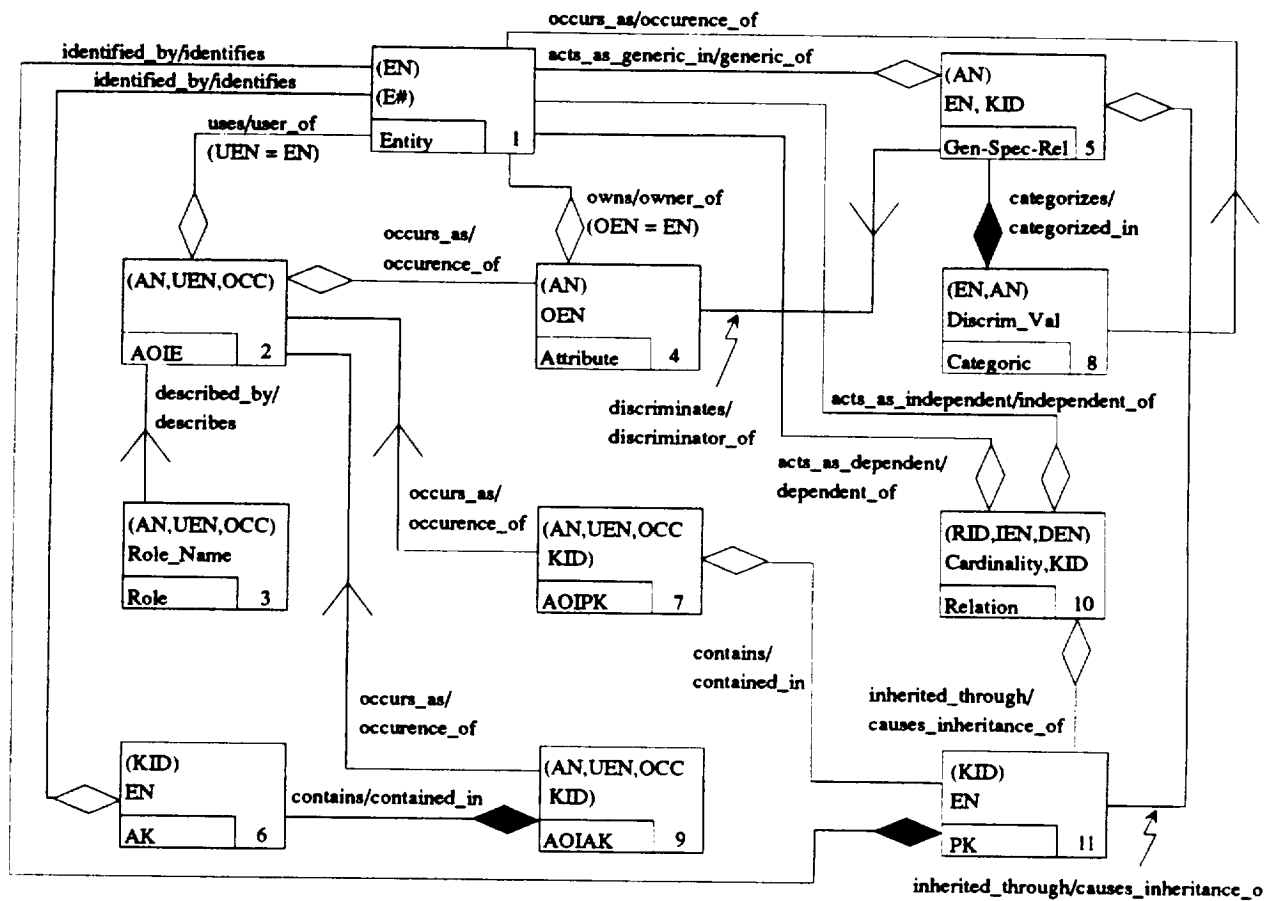 occurs_as/occurence_of
identified_by/identifies
acts_as_generic_in/generic_of
(EN)
(E#)
Entity 1
identified_by/identifies
(AN)
EN, KID
Gen-Spec-Rel 5
uses/user_of
(UEN = EN)
owns/owner_of
(OEN = EN)
categorizes/
categorized_in
occurs_as/
occurence_of
(AN,UEN,OCC)
AOIE 2
(AN)
OEN
Attribute 4
(EN,AN)
Discrim_Val
Categoric 8
described_by/
describes
discriminates/
discriminator_of
acts_as_independent/independent_of
acts_as_dependent/
dependent_of
occurs_as/
occurence_of
(AN,UEN,OCC)
Role_Name
Role 3
(AN,UEN,OCC
KID)
AOIPK 7
(RID,IEN,DEN)
Cardinality,KID
Relation 10
contains/
contained_in
inherited_through/
causes_inheritance_of
occurs_as/
occurence_of
(KID)
EN
AK 6
contains/contained_in
(AN,UEN,OCC
KID)
AOIAK 9
(KID)
EN
PK 11
inherited_through/causes_inheritance_o